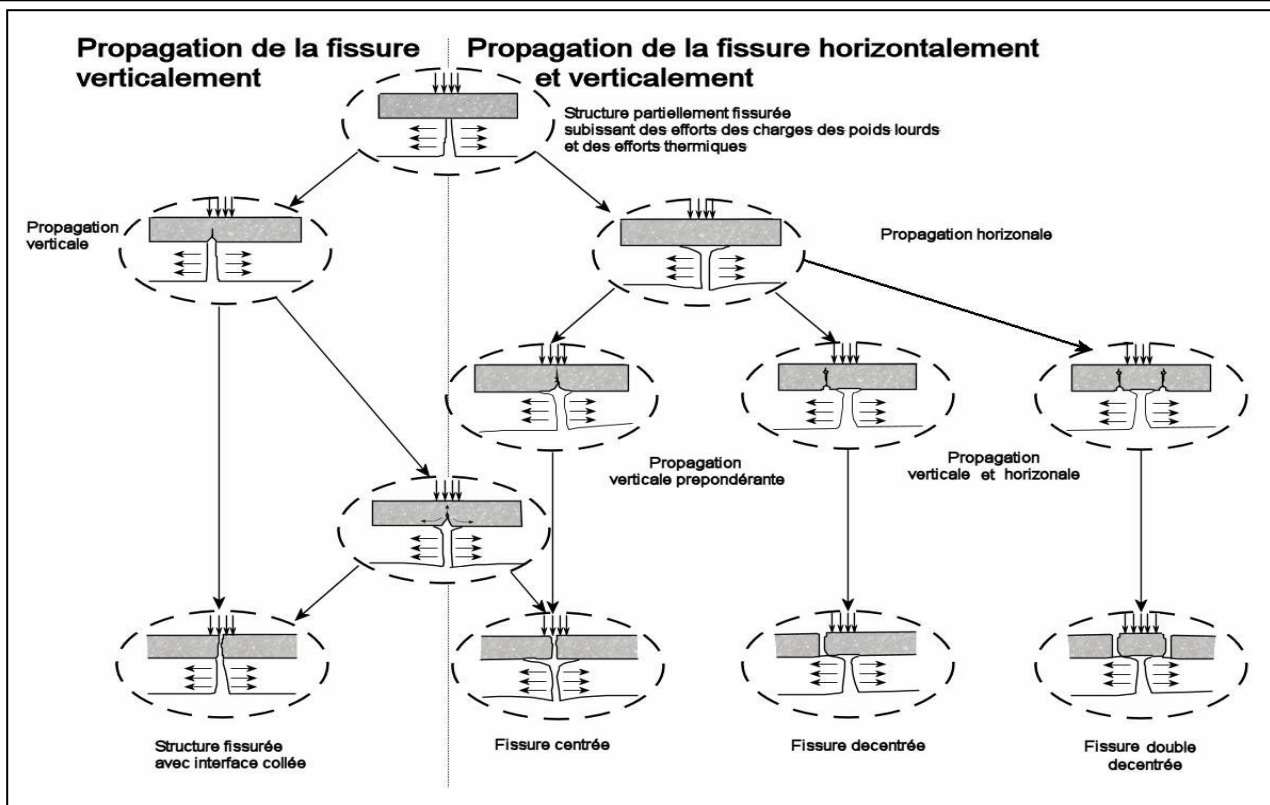 Propagation de la fissure
verticalement
Propagation de la fissure horizontalement
et verticalement
Structure partiellement fissurée
subissant des efforts des charges des poids lourds
et des efforts thermiques
Propagation
verticale
Propagation horizonale
Propagation
verticale prepondérante
Propagation
verticale et horizonale
Structure fissurée
avec interface collée
Fissure centrée
Fissure decentrée
Fissure double
decentrée